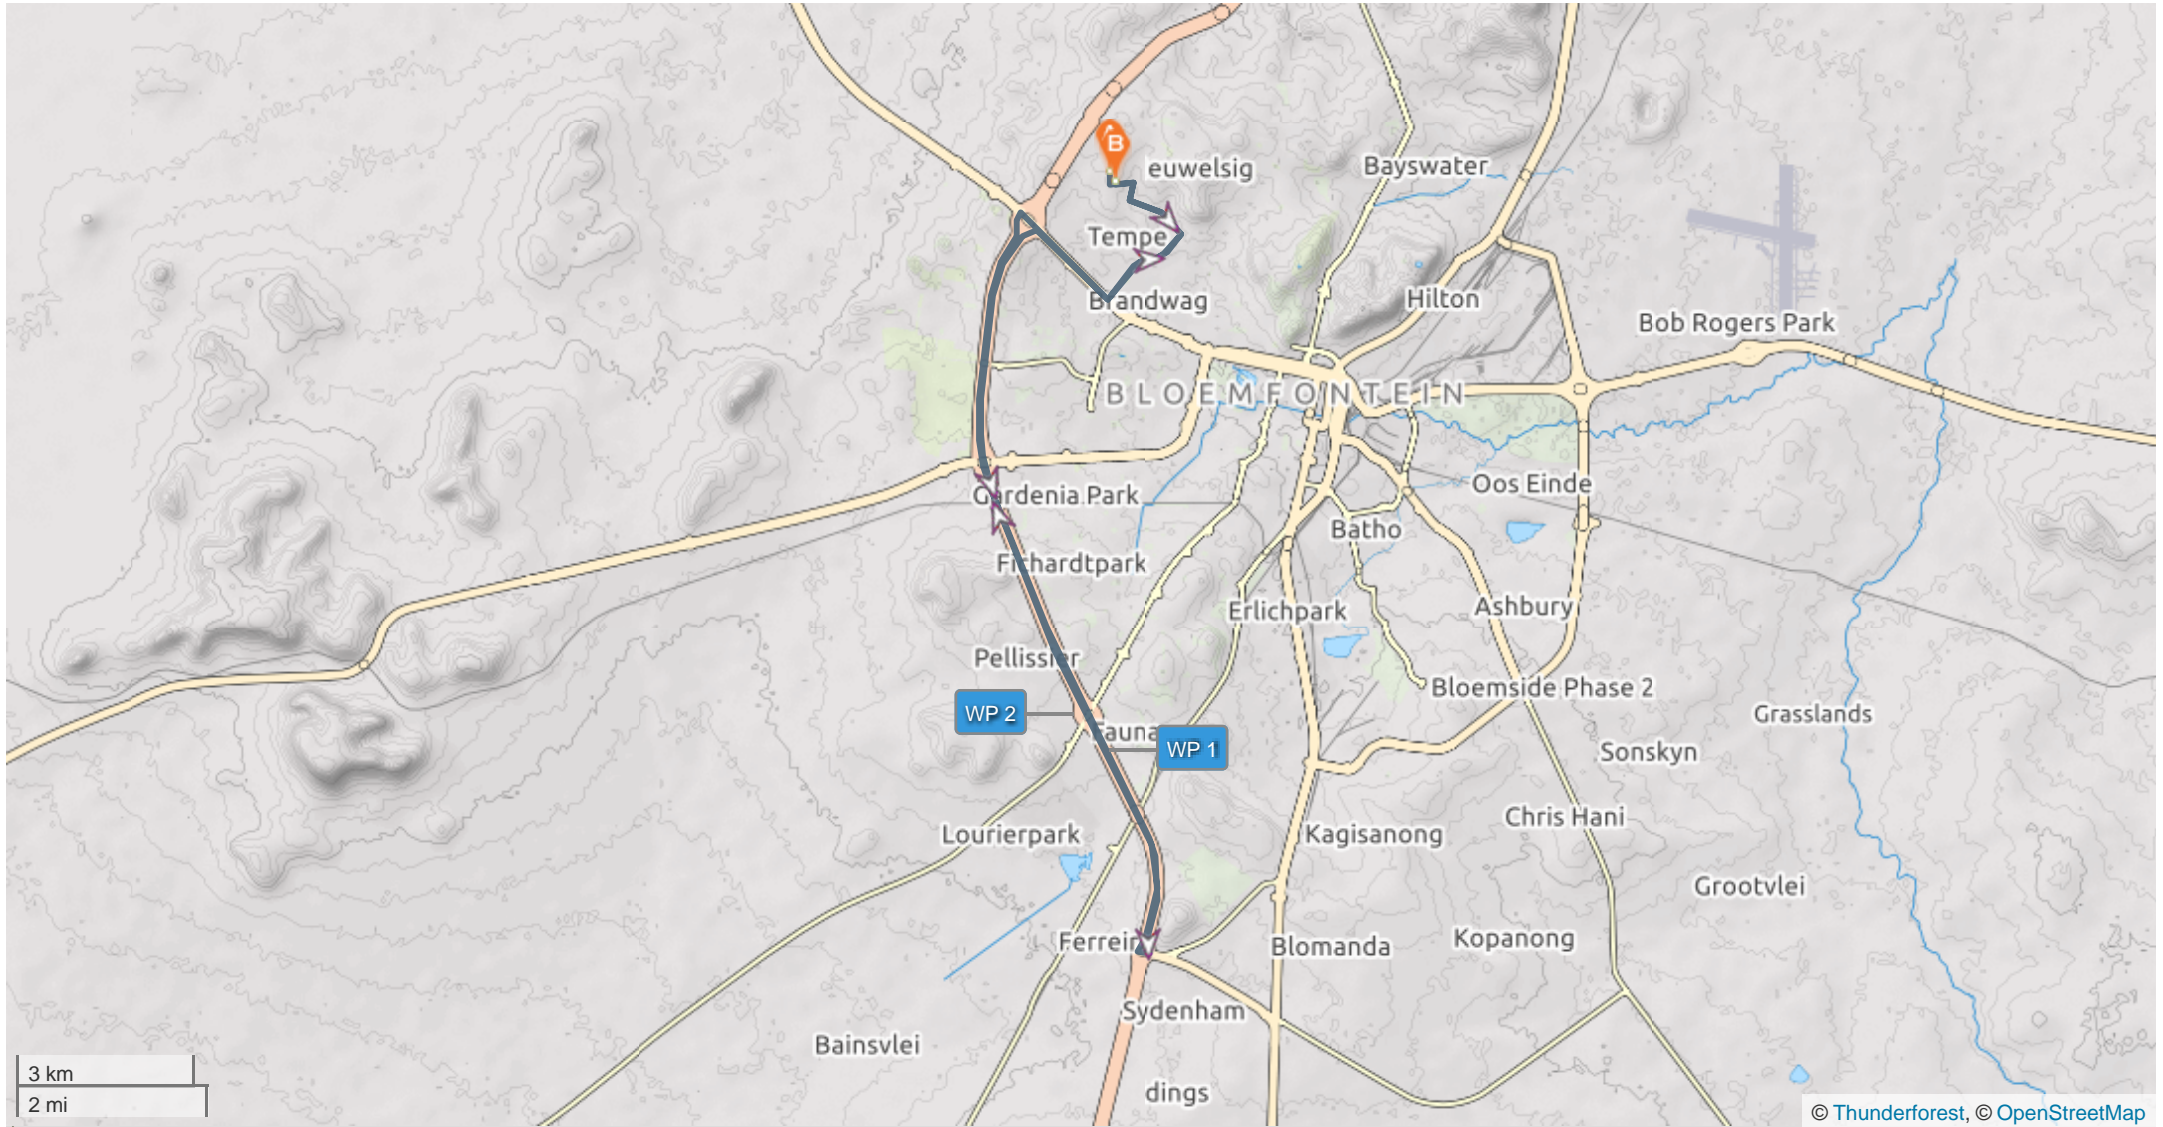 B
euwelsig
Bayswater
Tempe
Brandwag
Hilton
Bob Rogers Park
BLOEMFONTEIN
Gardenia Park
Oos Einde
Batho
Fichardtpark
Erlichpark
Ashbury
Pellissier
Bloemside Phase 2
WP 2
Grasslands
Fauna
WP 1
Sonskyn
Lourierpark
Kagisanong
Chris Hani
Grootvlei
Ferreira
Blomanda
Kopanong
Sydenham
Bainsvlei
3 km
dings
2 mi
© Thunderforest, © OpenStreetMap